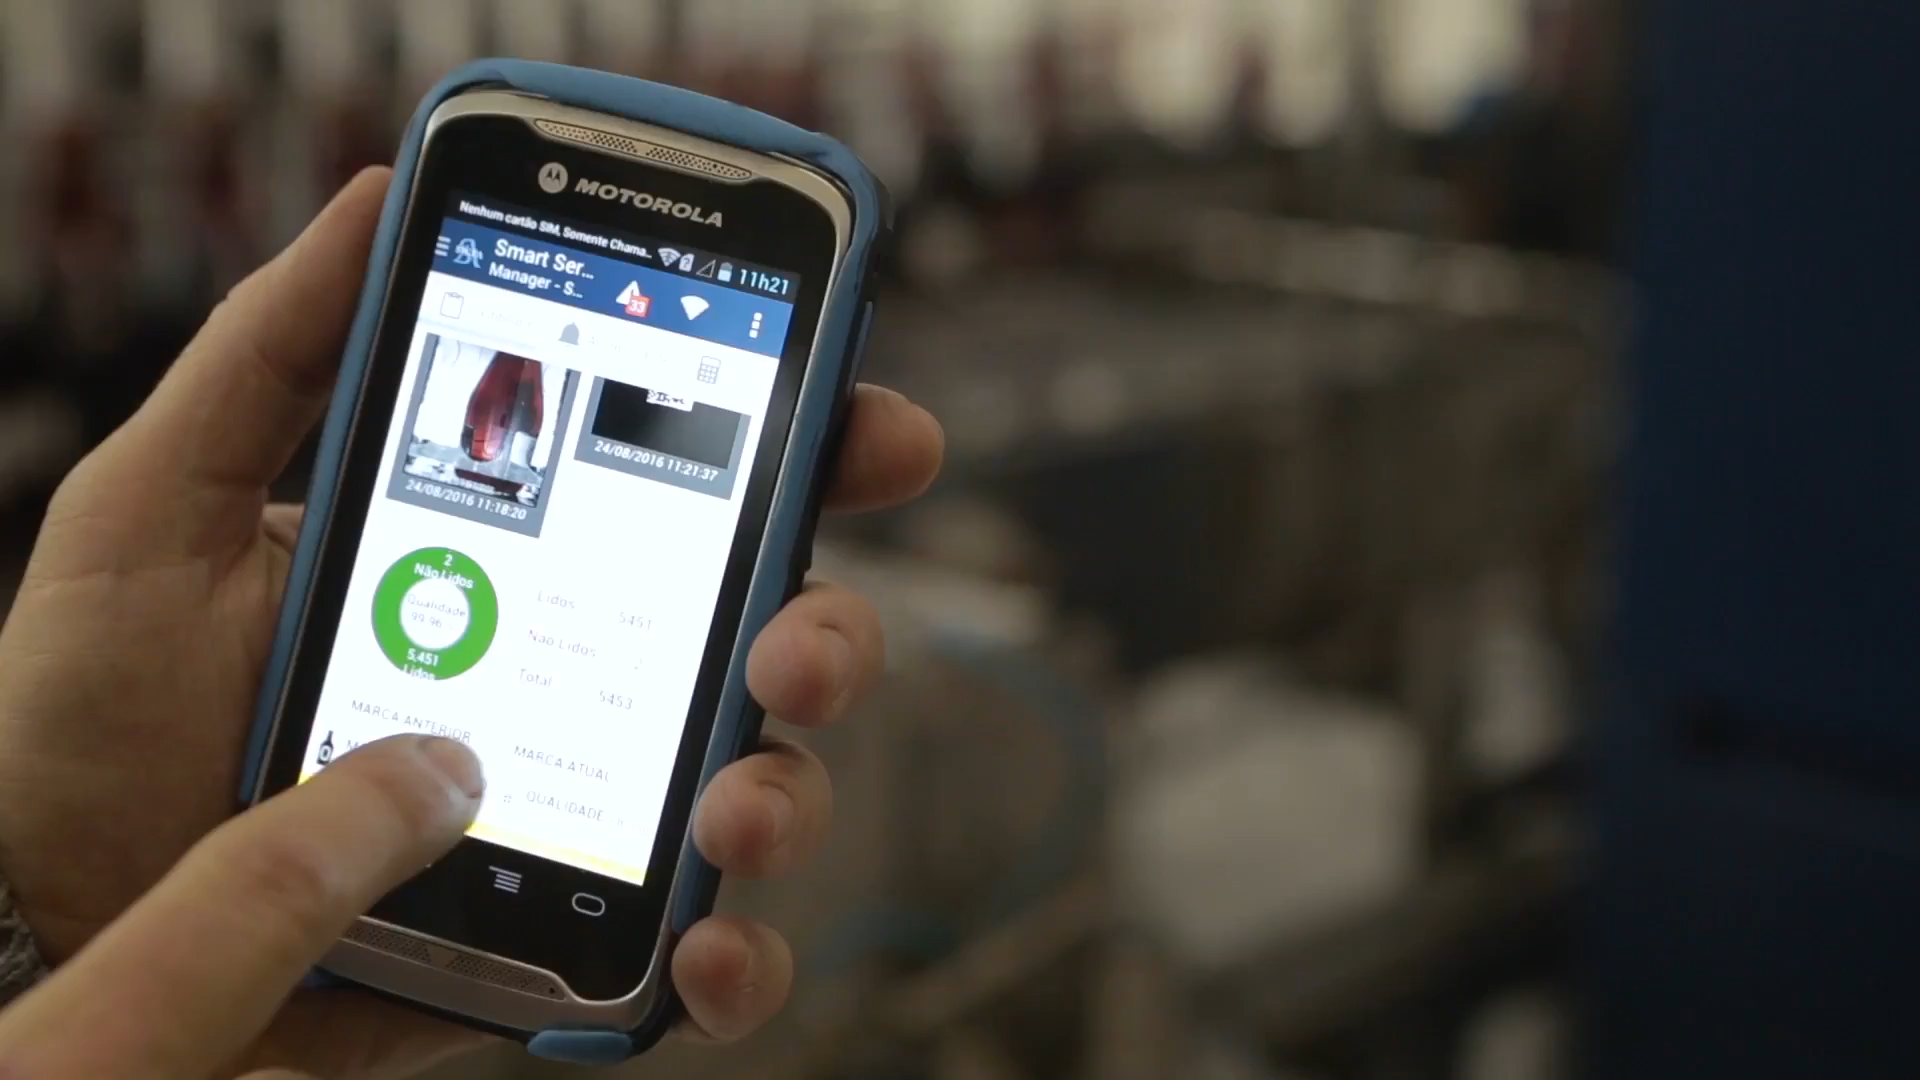 MOTOROLA
Nenhum cartão SIM, Somente Chama...
11h21
Smart Ser...
Manager - S...
33
24/08/2016 11:18:20
24/08/2016 11:21:37
2
Não Lidos
Qualidade
99.96
5,451
Lidos
Lidos 5451
Não Lidos 2
Total 5453
MARCA ANTERIOR
MARCA ATUAL
QUALIDADE